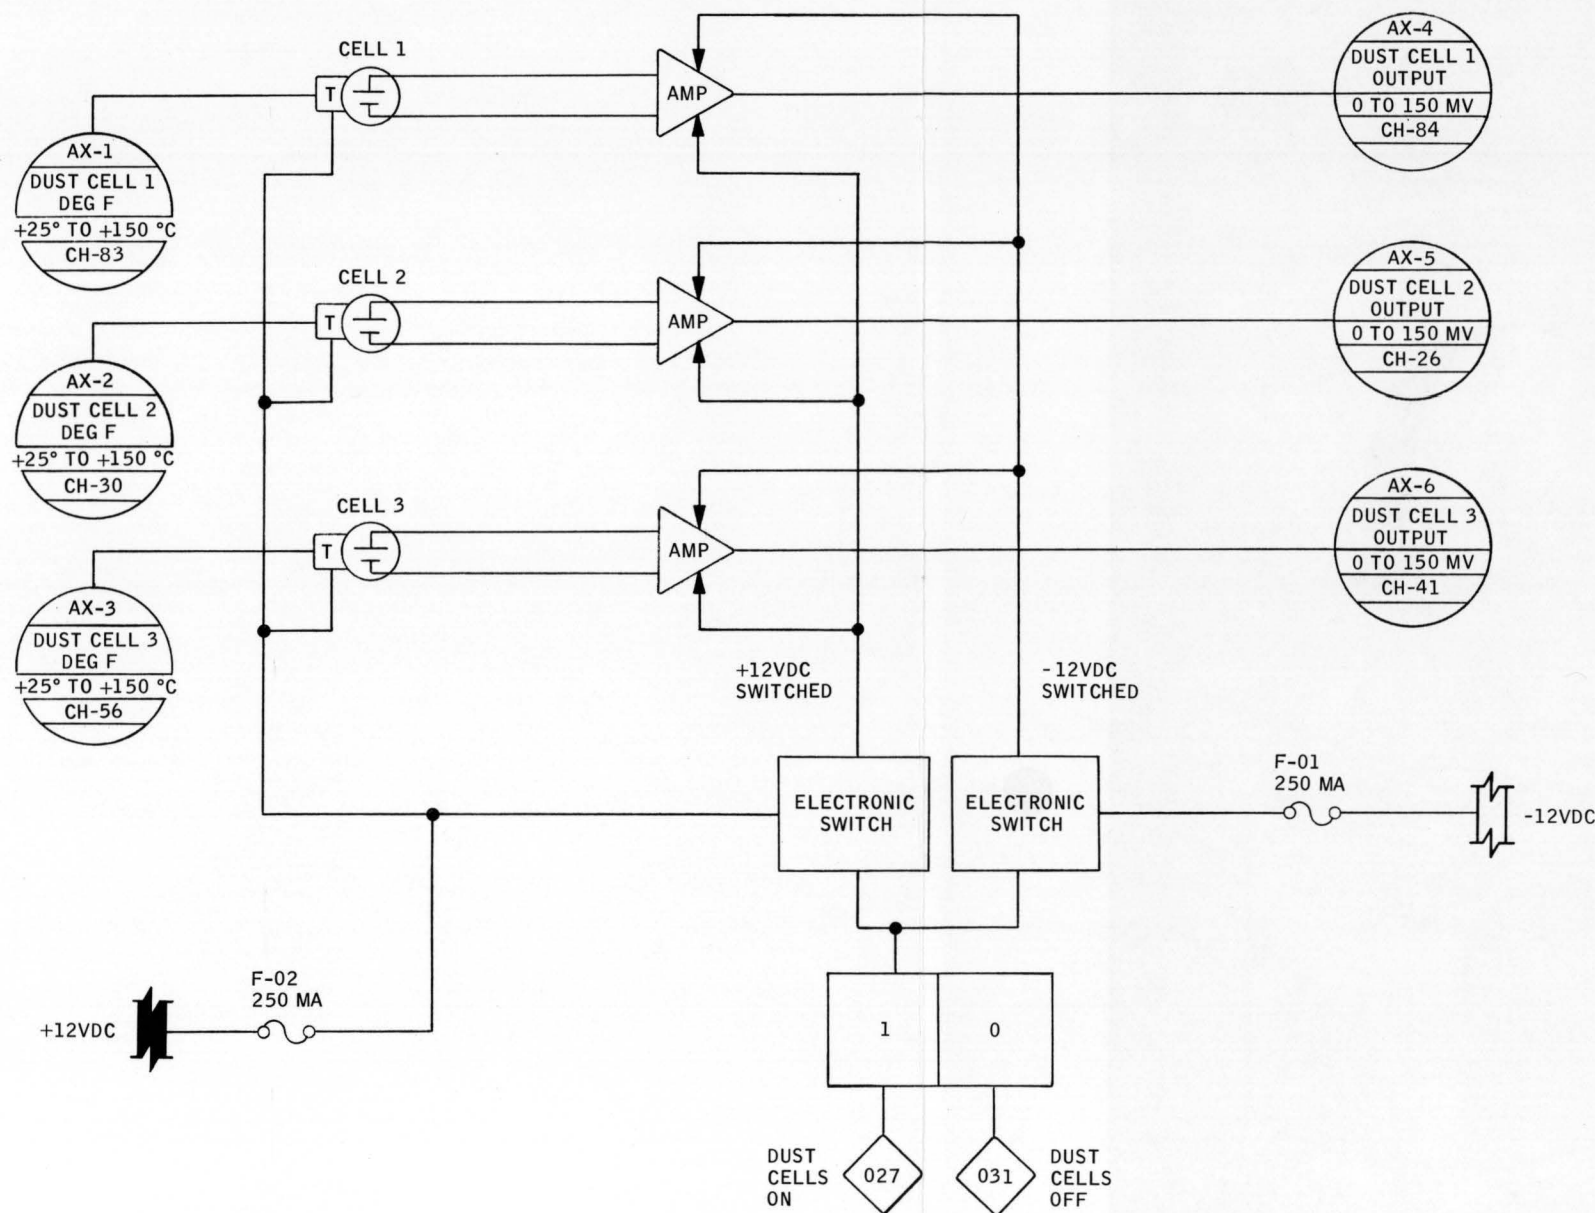 CELL 1
T
AMP
AX-1
DUST CELL 1
DEG F
+25° TO +150 °C
CH-83
AX-4
DUST CELL 1
OUTPUT
0 TO 150 MV
CH-84
CELL 2
T
AMP
AX-2
DUST CELL 2
DEG F
+25° TO +150 °C
CH-30
AX-5
DUST CELL 2
OUTPUT
0 TO 150 MV
CH-26
CELL 3
T
AMP
AX-3
DUST CELL 3
DEG F
+25° TO +150 °C
CH-56
AX-6
DUST CELL 3
OUTPUT
0 TO 150 MV
CH-41
+12VDC
SWITCHED
-12VDC
SWITCHED
ELECTRONIC
SWITCH
ELECTRONIC
SWITCH
F-01
250 MA
-12VDC
F-02
250 MA
+12VDC
1
0
DUST
CELLS
ON
027
031
DUST
CELLS
OFF